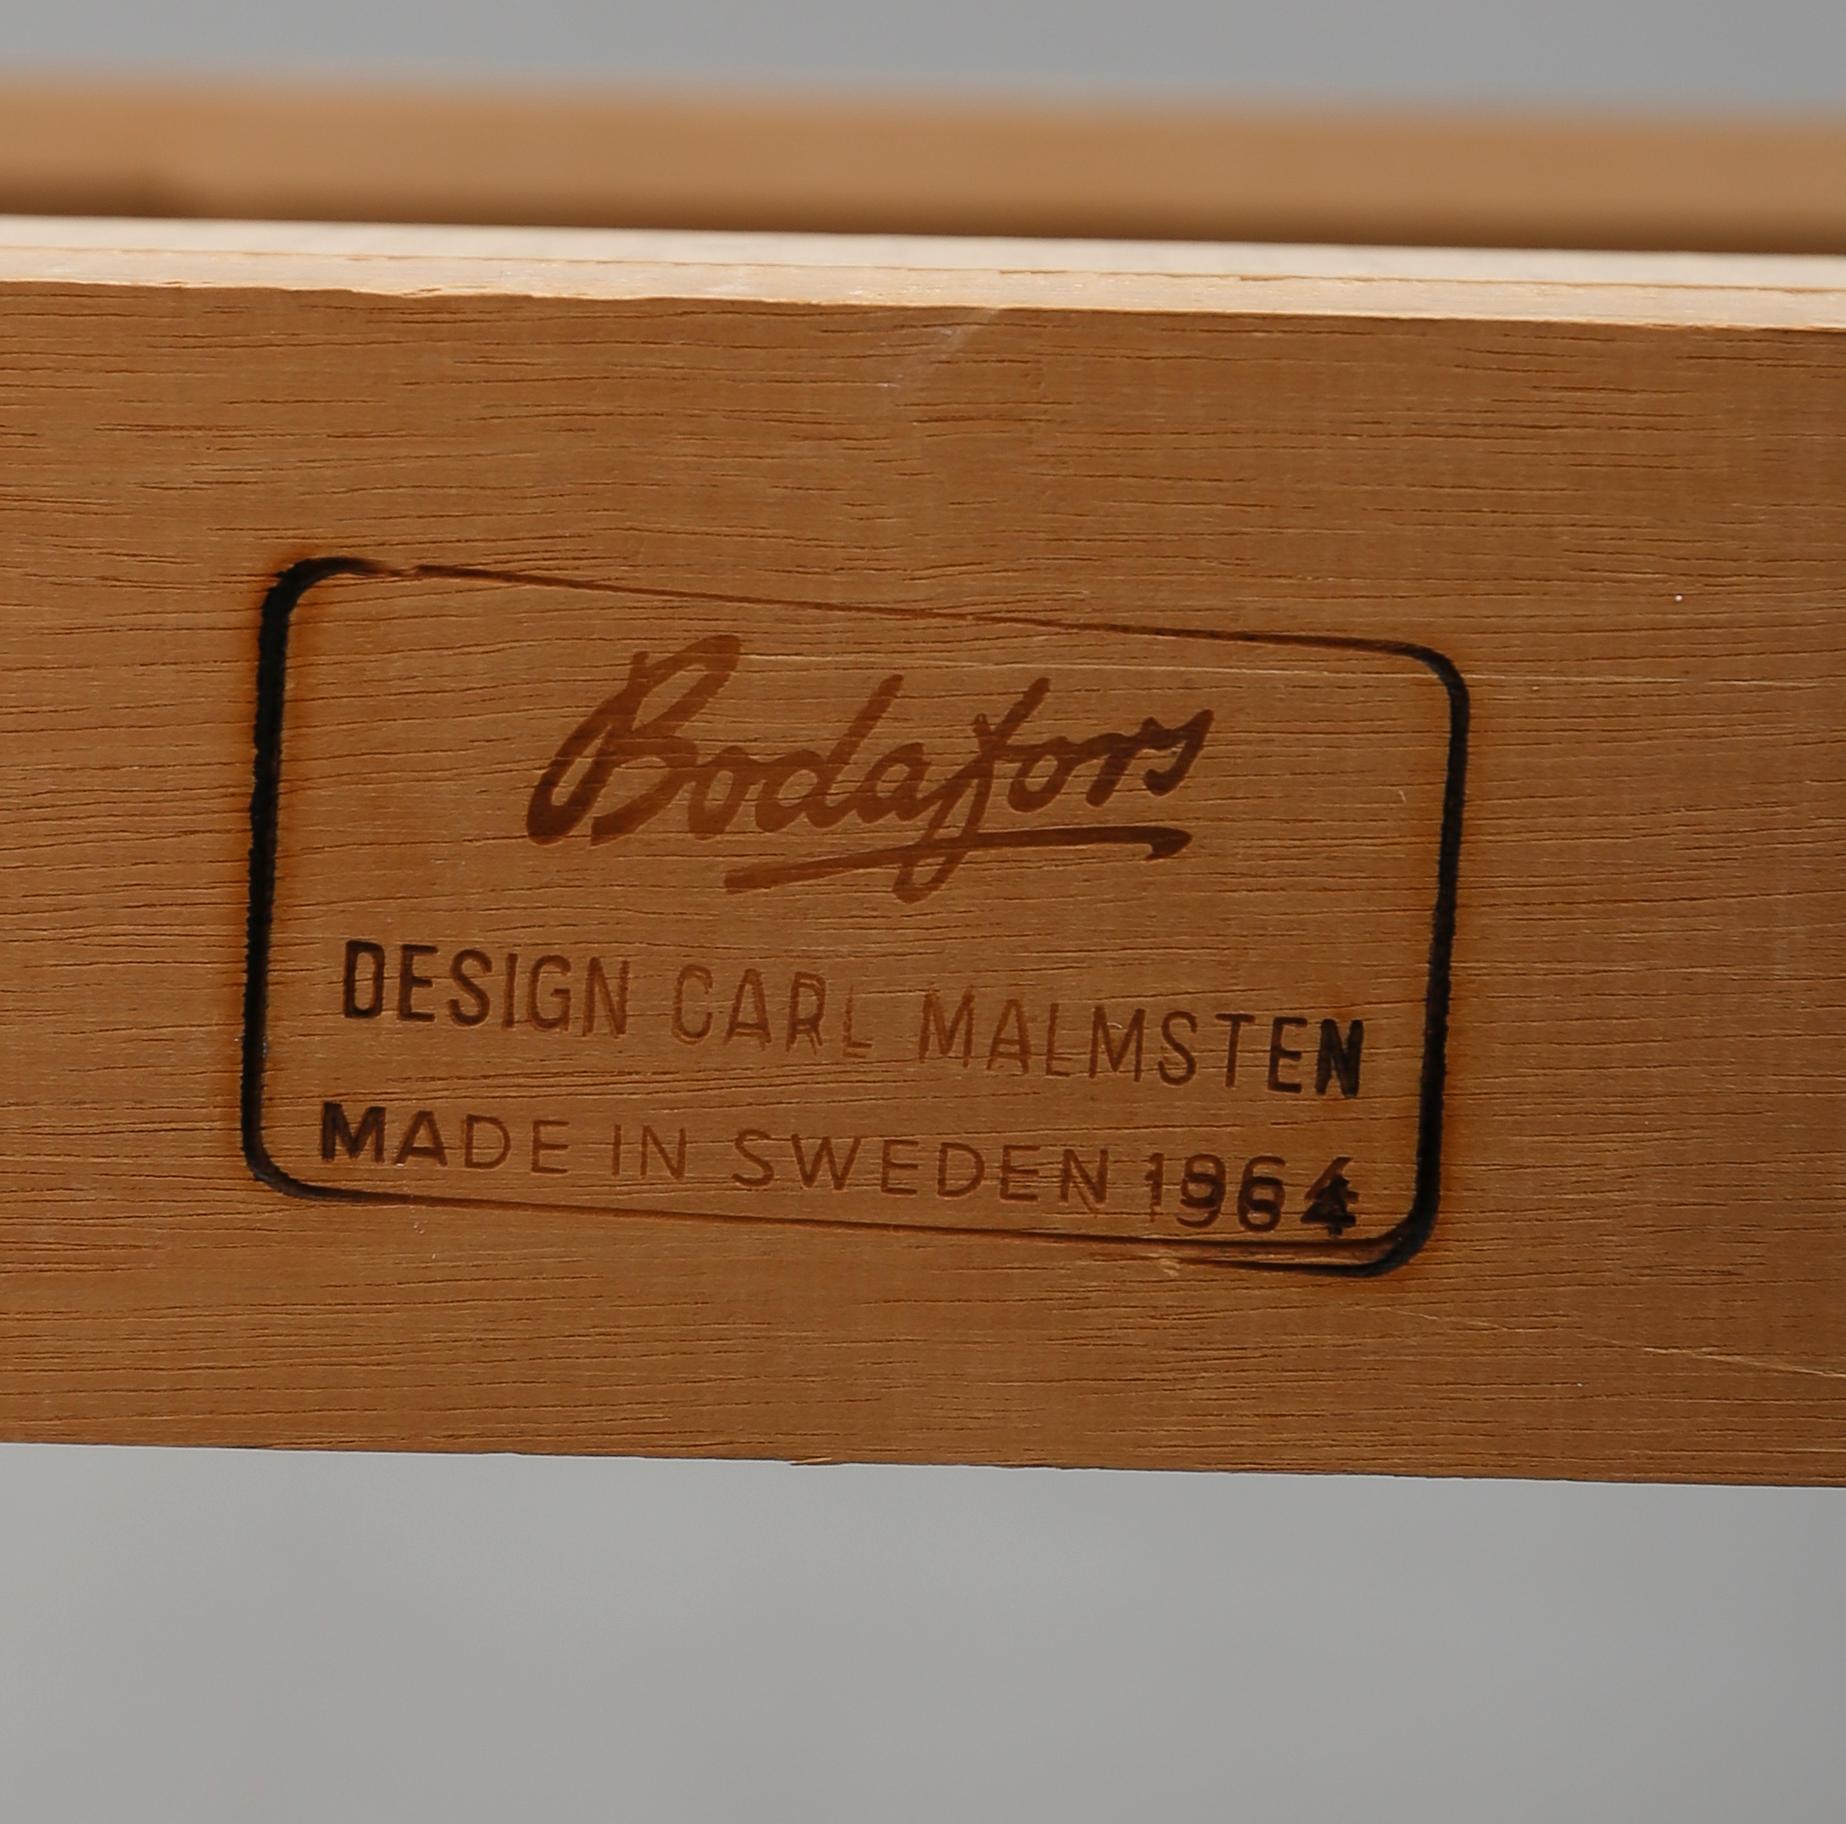 Bodafors
DESIGN CARL MALMSTEN
MADE IN SWEDEN 1964